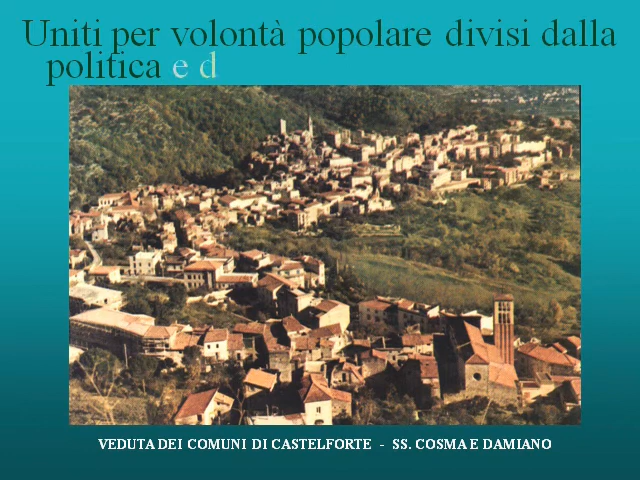 Uniti per volontà popolare divisi dalla
politica e d
VEDUTA DEI COMUNI DI CASTELFORTE - SS. COSMA E DAMIANO